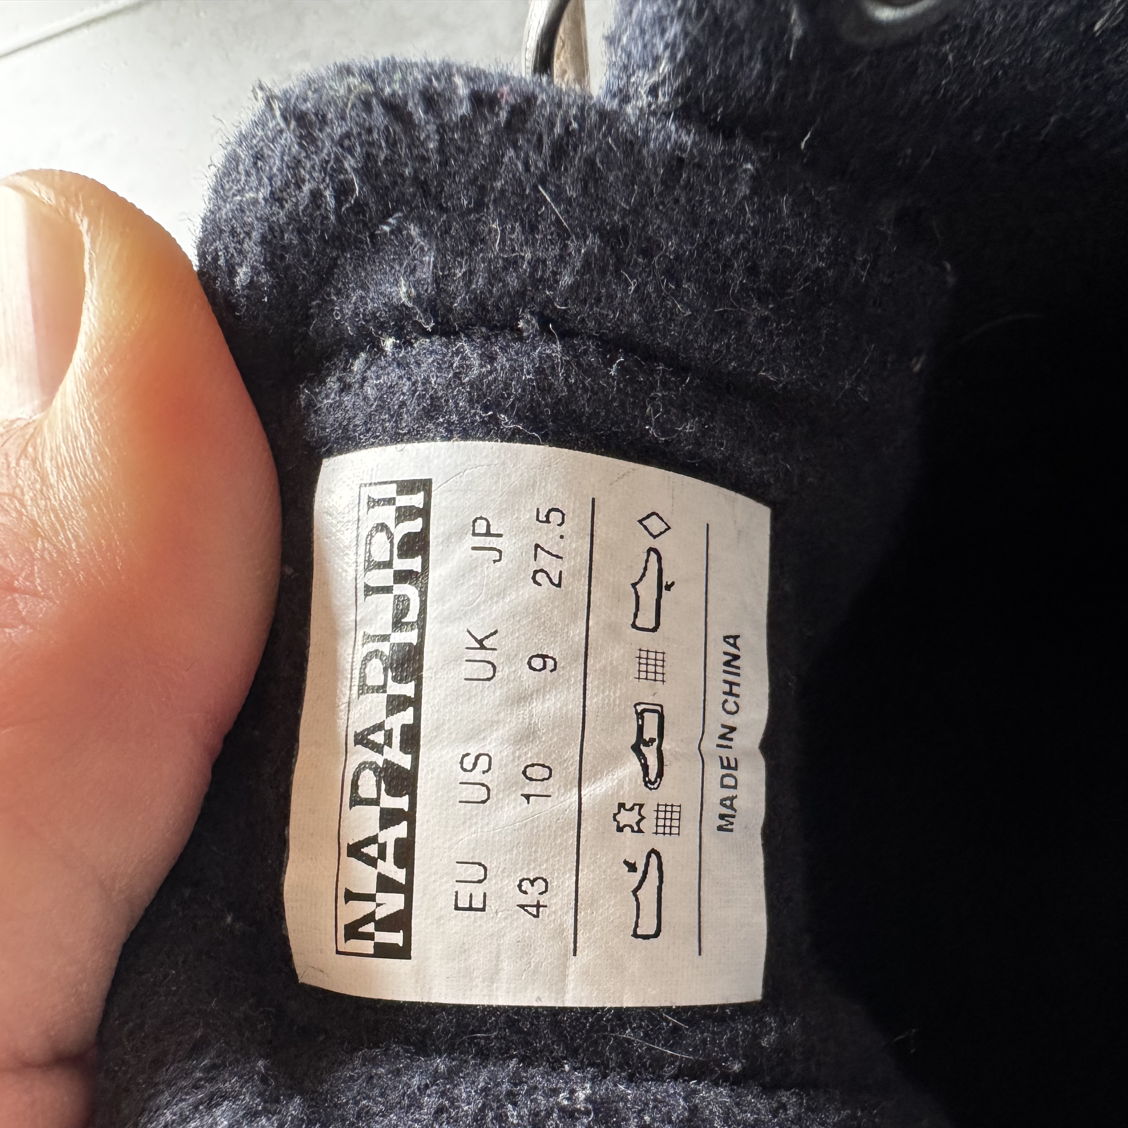 NAPAPIJRI
EU US UK JP
43 10 9 27.5
MADE IN CHINA